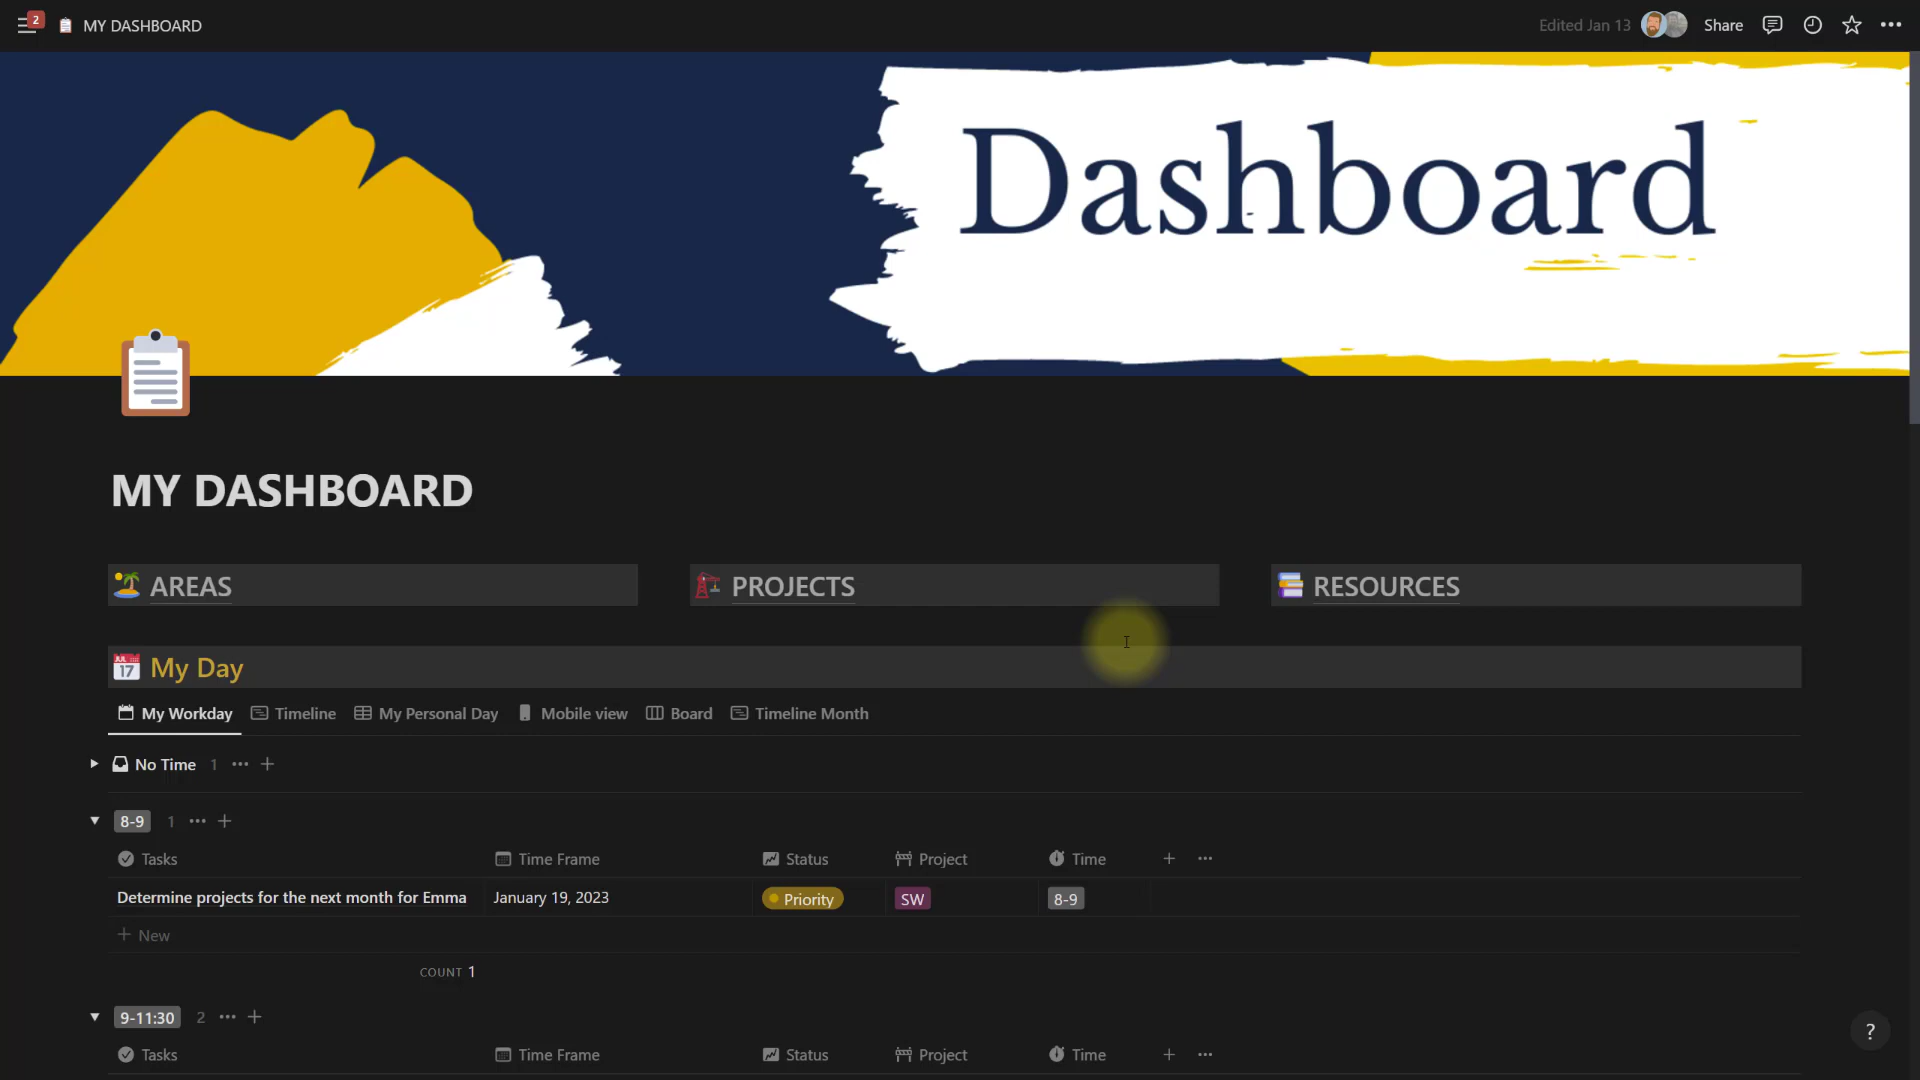 2
MY DASHBOARD
Edited Jan 13
Share
Dashboard
MY DASHBOARD
AREAS
PROJECTS
RESOURCES
JUL
17
My Day
My Workday
Timeline
My Personal Day
Mobile view
Board
Timeline Month
No Time 1
8-9 1
Tasks
Time Frame
Status
Project
Time
Determine projects for the next month for Emma
January 19, 2023
Priority
SW
8-9
+ New
COUNT 1
9-11:30 2
Tasks
Time Frame
Status
Project
Time
?